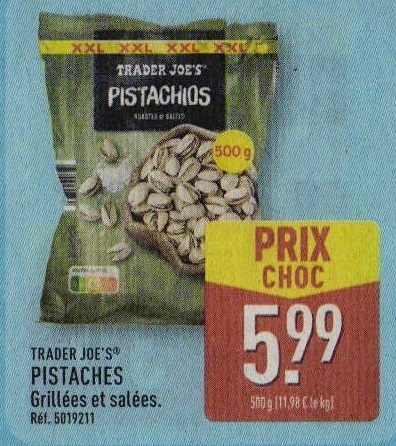 XXL XXL XXL XXL
TRADER JOE'S
PISTACHIOS
ROASTED & SALTED
500 g
PRIX
CHOC
5.99
500 g (11,98 € le kg)
TRADER JOE'S®
PISTACHES
Grillées et salées.
Réf. 5019211